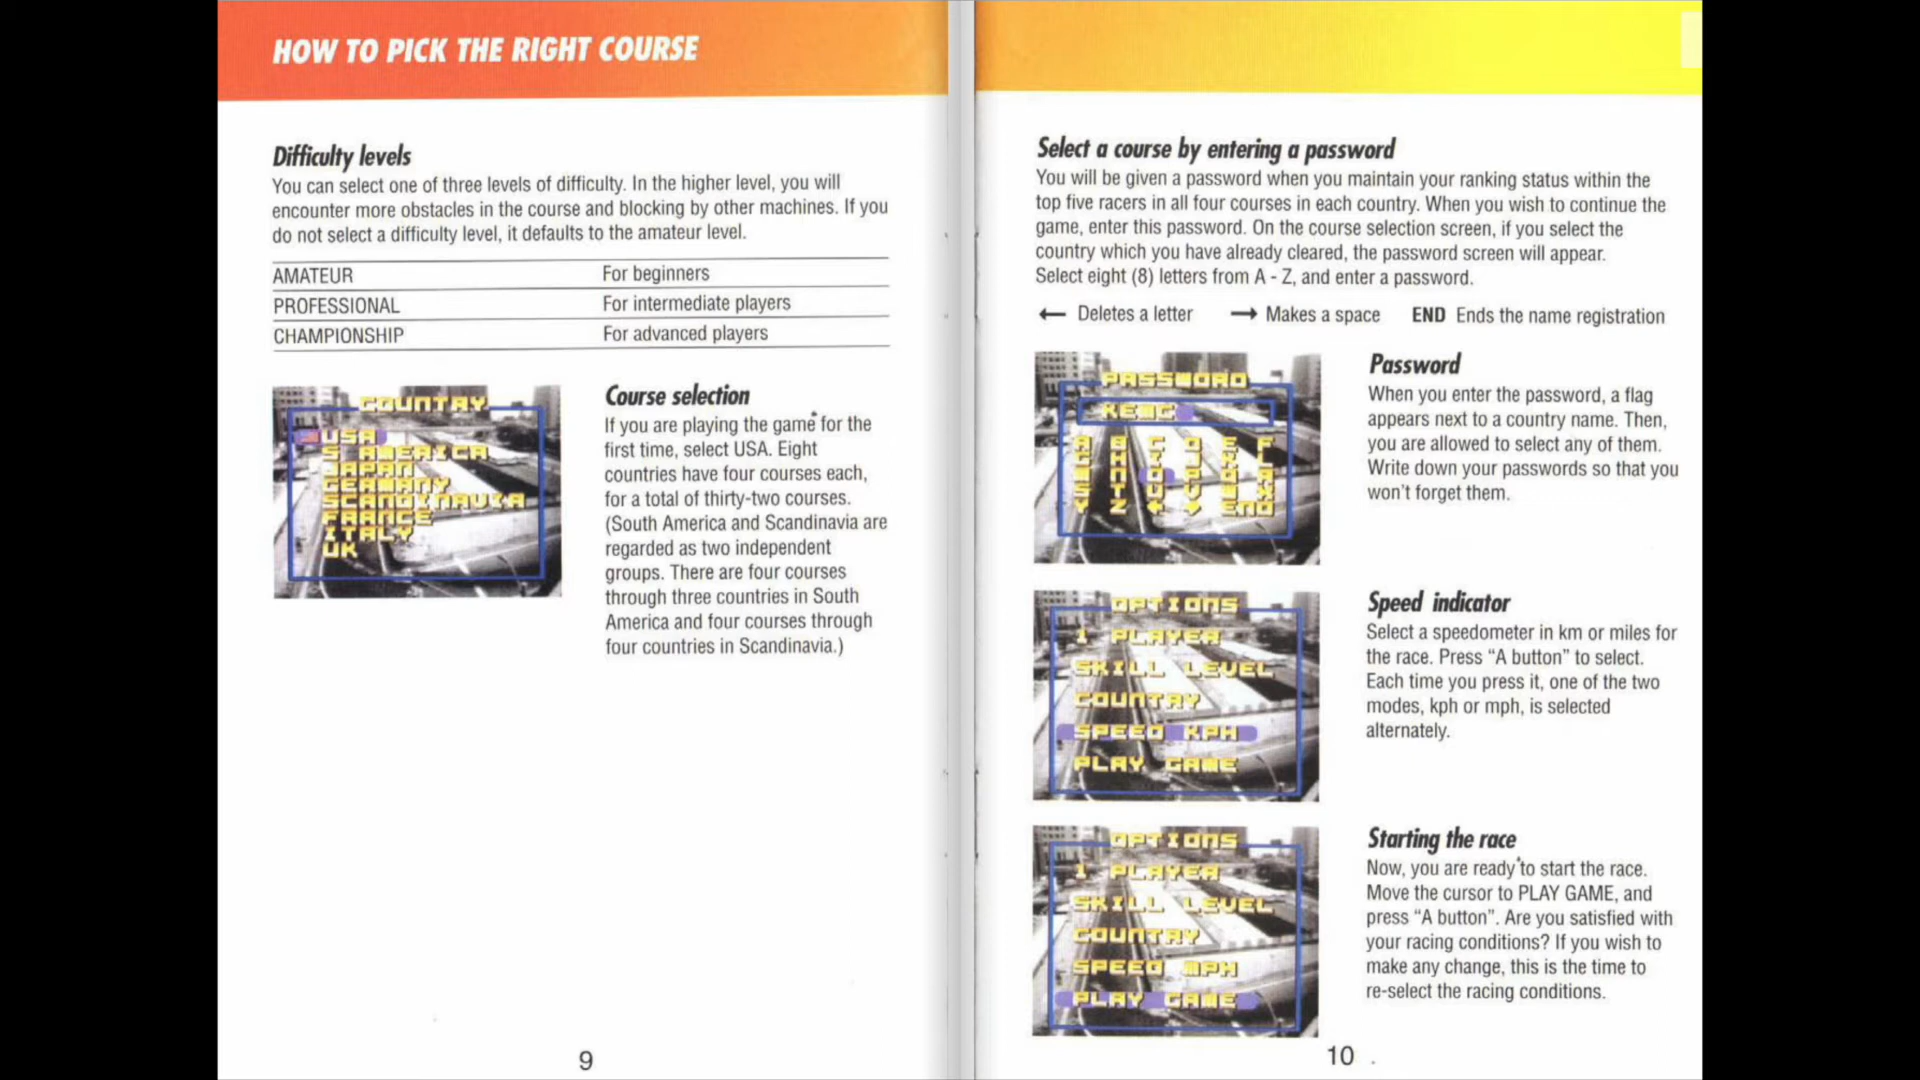 HOW TO PICK THE RIGHT COURSE
Difficulty levels
You can select one of three levels of difficulty. In the higher level, you will
encounter more obstacles in the course and blocking by other machines. If you
do not select a difficulty level, it defaults to the amateur level.
AMATEUR For beginners
PROFESSIONAL For intermediate players
CHAMPIONSHIP For advanced players
COUNTRY
USA
S AMERICA
JAPAN
GERMANY
SCANDINAVIA
FRANCE
ITALY
UK
Course selection
If you are playing the game for the
first time, select USA. Eight
countries have four courses each,
for a total of thirty-two courses.
(South America and Scandinavia are
regarded as two independent
groups. There are four courses
through three countries in South
America and four courses through
four countries in Scandinavia.)
9
Select a course by entering a password
You will be given a password when you maintain your ranking status within the
top five racers in all four courses in each country. When you wish to continue the
game, enter this password. On the course selection screen, if you select the
country which you have already cleared, the password screen will appear.
Select eight (8) letters from A - Z, and enter a password.
← Deletes a letter → Makes a space END Ends the name registration
PASSWORD
KEMC
A B C D E F
G H I J K L
M N O P Q R
S T U V W X
Y Z ← → END
Password
When you enter the password, a flag
appears next to a country name. Then,
you are allowed to select any of them.
Write down your passwords so that you
won't forget them.
OPTIONS
1 PLAYER
SKILL LEVEL
COUNTRY
SPEED KPH
PLAY GAME
Speed indicator
Select a speedometer in km or miles for
the race. Press “A button” to select.
Each time you press it, one of the two
modes, kph or mph, is selected
alternately.
OPTIONS
1 PLAYER
SKILL LEVEL
COUNTRY
SPEED MPH
PLAY GAME
Starting the race
Now, you are ready to start the race.
Move the cursor to PLAY GAME, and
press “A button”. Are you satisfied with
your racing conditions? If you wish to
make any change, this is the time to
re-select the racing conditions.
10